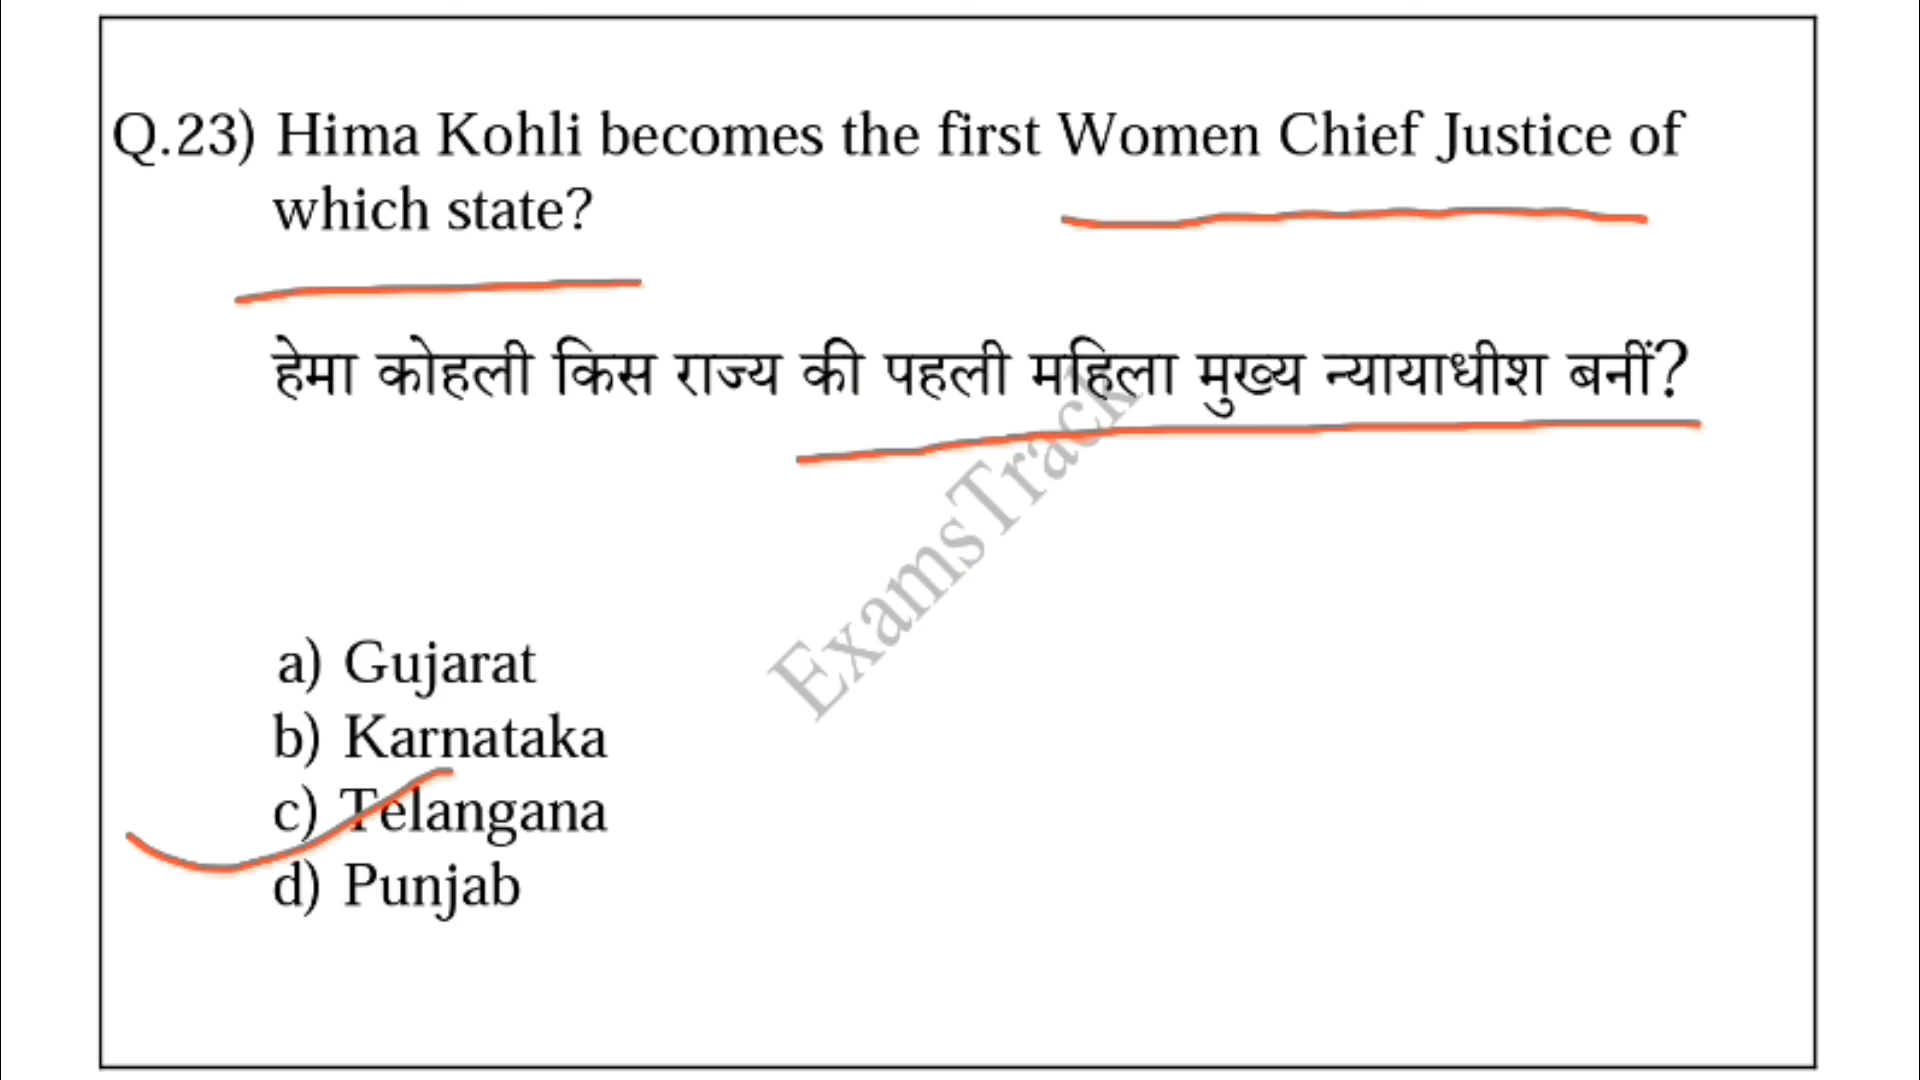 Q.23) Hima Kohli becomes the first Women Chief Justice of
which state?
हेमा कोहली किस राज्य की पहली महिला मुख्य न्यायाधीश बनीं?
ExamsTrack
a) Gujarat
b) Karnataka
c) Telangana
d) Punjab